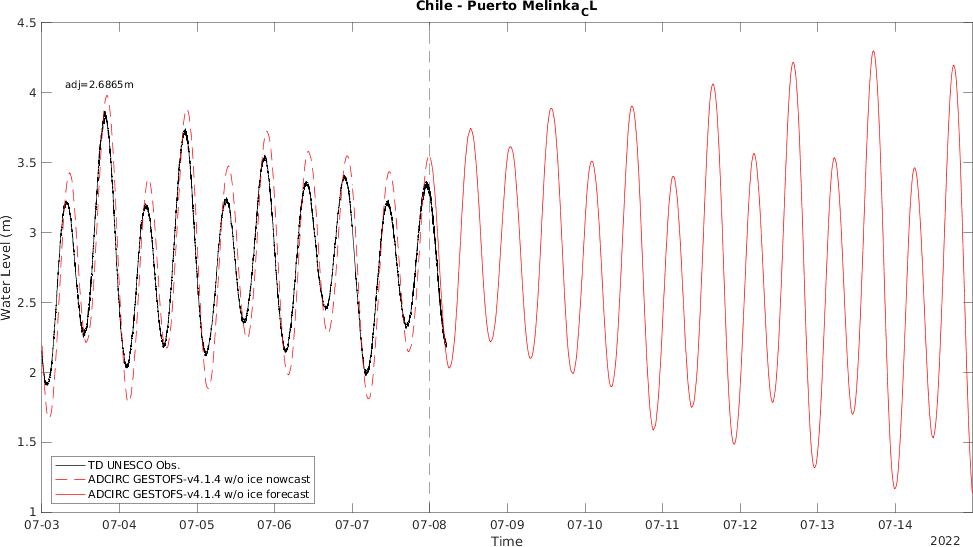 Chile - Puerto MelinkaCL
adj=2.6865m
Water Level (m)
4.5
4
3.5
3
2.5
2
1.5
1
TD UNESCO Obs.
ADCIRC GESTOFS-v4.1.4 w/o ice nowcast
ADCIRC GESTOFS-v4.1.4 w/o ice forecast
07-03 07-04 07-05 07-06 07-07 07-08 07-09 07-10 07-11 07-12 07-13 07-14
Time
2022